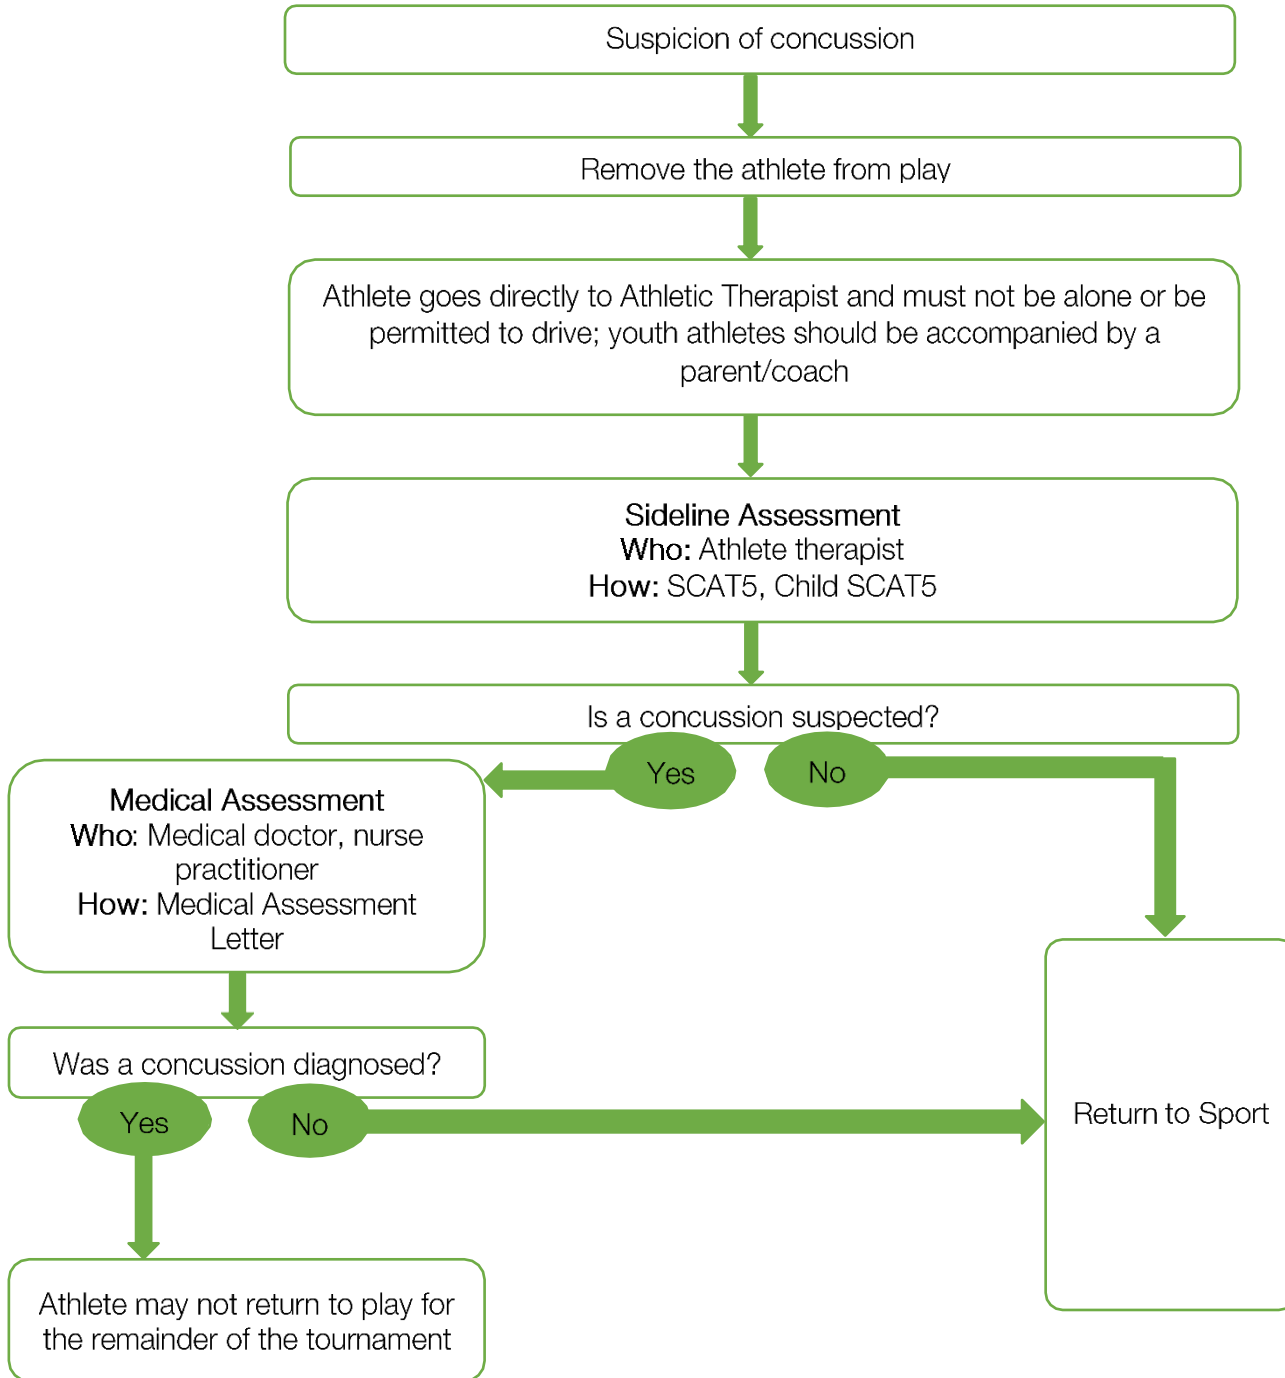 Suspicion of concussion
Remove the athlete from play
Athlete goes directly to Athletic Therapist and must not be alone or be
permitted to drive; youth athletes should be accompanied by a
parent/coach
Sideline Assessment
Who: Athlete therapist
How: SCAT5, Child SCAT5
Is a concussion suspected?
Yes
No
Medical Assessment
Who: Medical doctor, nurse
practitioner
How: Medical Assessment
Letter
Was a concussion diagnosed?
Yes
No
Return to Sport
Athlete may not return to play for
the remainder of the tournament